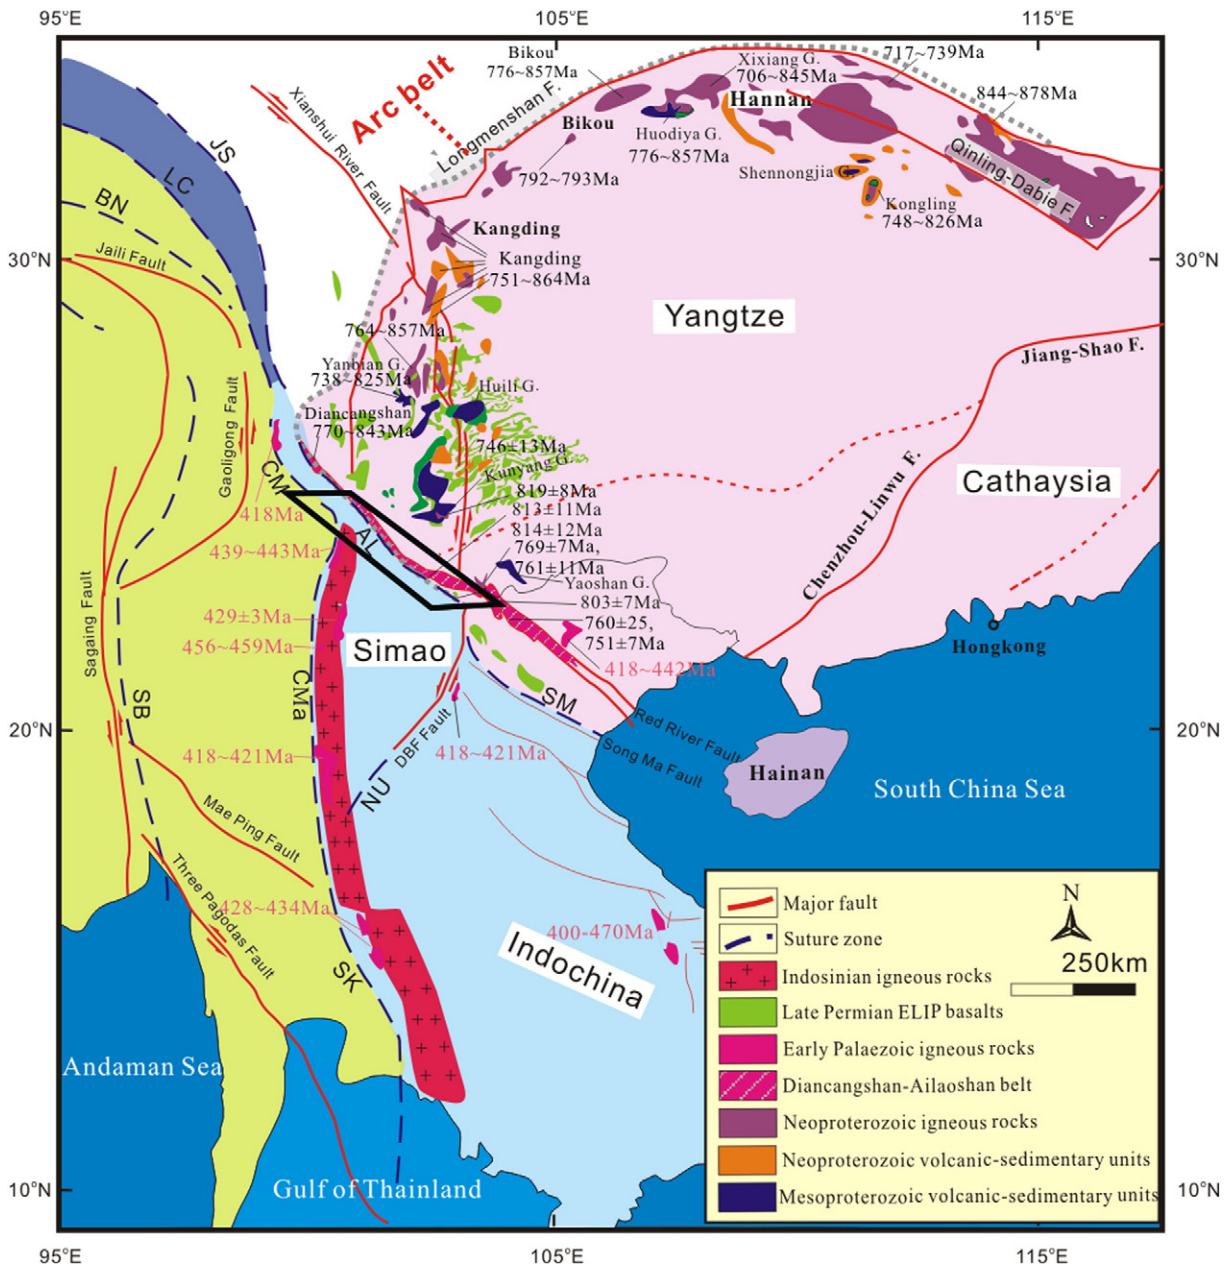 95°E
105°E
115°E
Bikou
776~857Ma
Xixiang G.
706~845Ma
717~739Ma
Hannan
844~878Ma
Arc belt
Longmenshan F.
Xianshui River Fault
Bikou
Huodiya G.
776~857Ma
Qinling-Dabie F
792~793Ma
Shennongjia G.
Kongling
748~826Ma
JS
LC
BN
Jaili Fault
Kangding
30°N
30°N
Kangding
751~864Ma
Yangtze
764~857Ma
Jiang-Shao F.
Yanbian G.
738~825Ma
Huili G.
Diancangshan
770~843Ma
Gaoligong Fault
746±13Ma
Kunyang G.
CM
Cathaysia
819±8Ma
418Ma
813±11Ma
814±12Ma
AL
439~443Ma
769±7Ma,
761±11Ma
Chenzhou-Linwu F.
Yaoshan G.
803±7Ma
Sagaing Fault
429±3Ma
760±25,
751±7Ma
456~459Ma
Simao
Hongkong
418~442Ma
SB
CMa
SM
Red River Fault
20°N
20°N
DBF Fault
418~421Ma
418~421Ma
Song Ma Fault
Hainan
NU
South China Sea
Mae Ping Fault
Three Pagodas Fault
428~434Ma
400-470Ma
Indochina
SK
Andaman Sea
Gulf of Thainland
10°N
10°N
Major fault
N
Suture zone
250km
Indosinian igneous rocks
Late Permian ELIP basalts
Early Palaezoic igneous rocks
Diancangshan-Ailaoshan belt
Neoproterozoic igneous rocks
Neoproterozoic volcanic-sedimentary units
Mesoproterozoic volcanic-sedimentary units
95°E
105°E
115°E